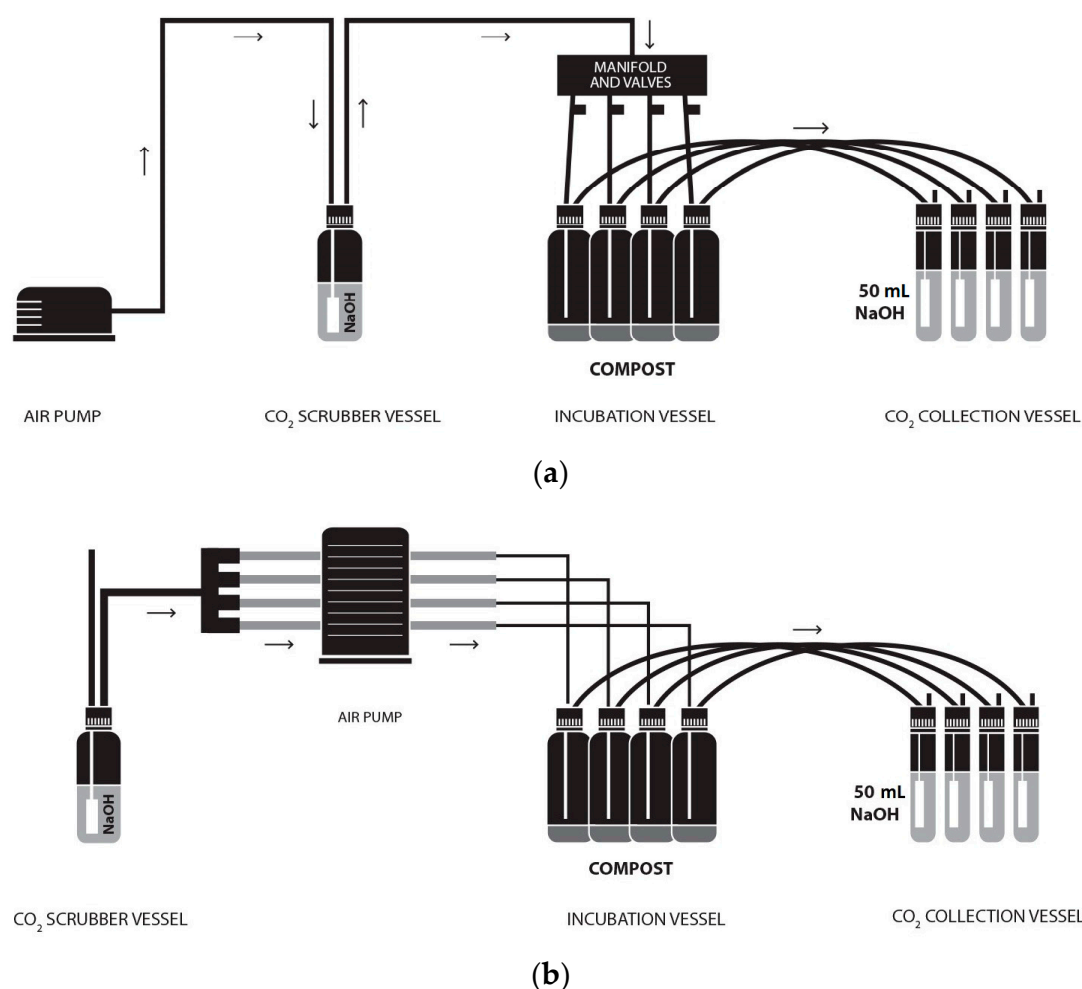 MANIFOLD
AND VALVES
NaOH
50 mL
NaOH
COMPOST
AIR PUMP
CO₂ SCRUBBER VESSEL
INCUBATION VESSEL
CO₂ COLLECTION VESSEL
(a)
AIR PUMP
NaOH
50 mL
NaOH
COMPOST
CO₂ SCRUBBER VESSEL
INCUBATION VESSEL
CO₂ COLLECTION VESSEL
(b)